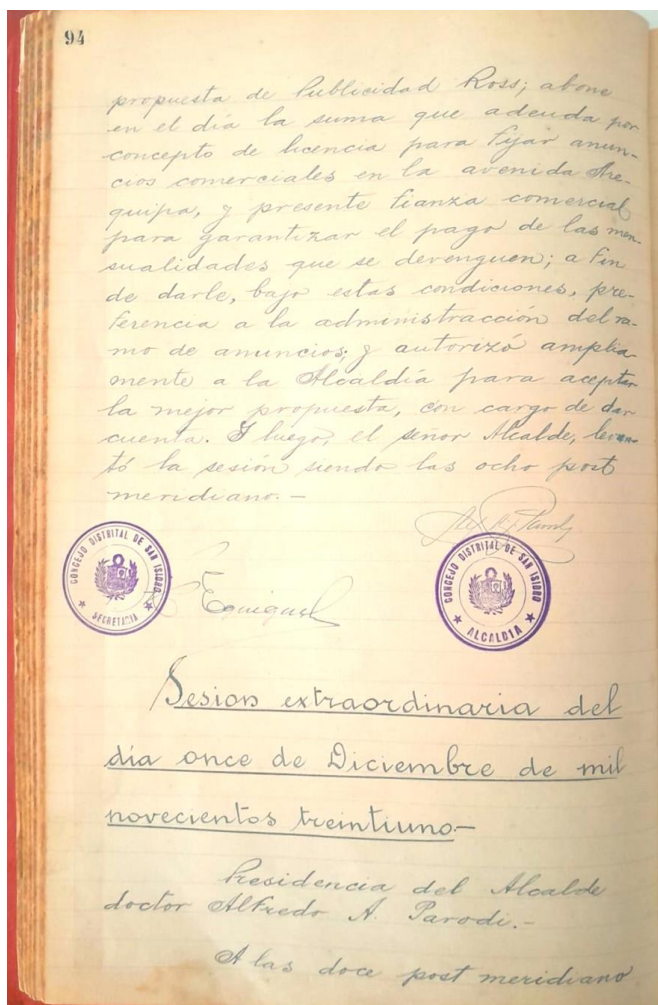 94
propuesta de Publicidad Ross; abone
en el día la suma que adeuda por
concepto de licencia para fijar anun-
cios comerciales en la avenida Are-
quipa, y presente fianza comercial
para garantizar el pago de las men-
sualidades que se devenguen; a fin
de darle, bajo estas condiciones, pre-
ferencia a la administracción del ra-
mo de anuncios; y autorizó amplia-
mente a la Alcaldía para aceptar
la mejor propuesta, con cargo de dar
cuenta. Y luego, el señor Alcalde, levan-
tó la sesión siendo las ocho post
meridiano.-
CONCEJO DISTRITAL DE SAN ISIDRO
SECRETARIA
CONCEJO DISTRITAL DE SAN ISIDRO
ALCALDIA
Sesion extraordinaria del
día once de Diciembre de mil
novecientos treintiuno.-
Presidencia del Alcalde
doctor Alfredo A. Parodi.-
A las doce post meridiano